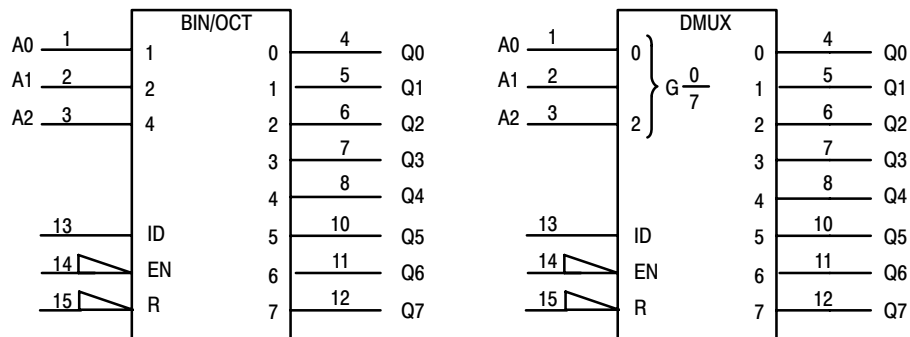 BIN/OCT
A0 1 1 0 4 Q0
A1 2 2 1 5 Q1
A2 3 4 2 6 Q2
3 7 Q3
4 8 Q4
13 ID 5 10 Q5
14 EN 6 11 Q6
15 R 7 12 Q7
DMUX
A0 1 0 0 4 Q0
A1 2 G 0/7 1 5 Q1
A2 3 2 2 6 Q2
3 7 Q3
4 8 Q4
13 ID 5 10 Q5
14 EN 6 11 Q6
15 R 7 12 Q7